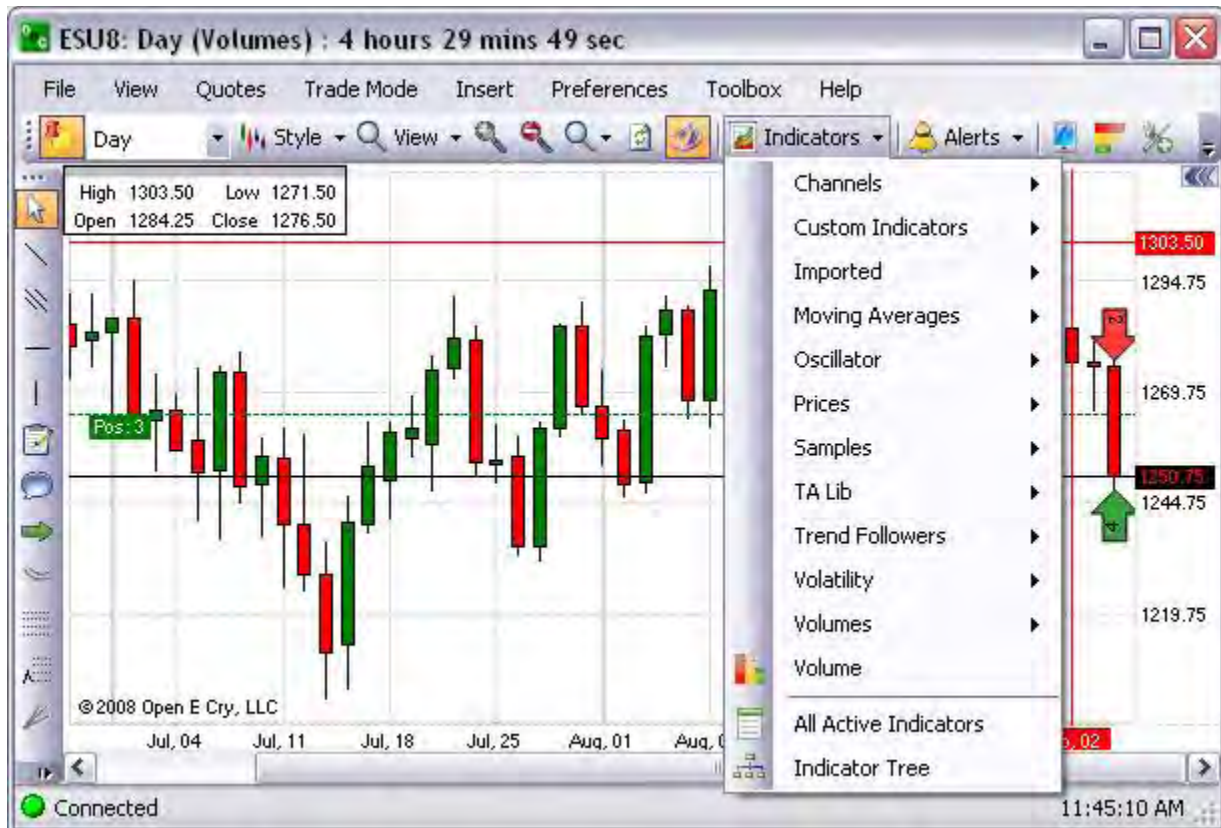 ESU8: Day (Volumes) : 4 hours 29 mins 49 sec
File View Quotes Trade Mode Insert Preferences Toolbox Help
Day Style View Indicators Alerts
High 1303.50 Low 1271.50
Open 1284.25 Close 1276.50
Channels
Custom Indicators
Imported
Moving Averages
Oscillator
Prices
Samples
TA Lib
Trend Followers
Volatility
Volumes
Volume
All Active Indicators
Indicator Tree
1303.50
1294.75
1269.75
1250.75
1244.75
1219.75
Pos: 3
4
©2008 Open E Cry, LLC
Jul, 04 Jul, 11 Jul, 18 Jul, 25 Aug, 01 Aug, 02
Connected 11:45:10 AM